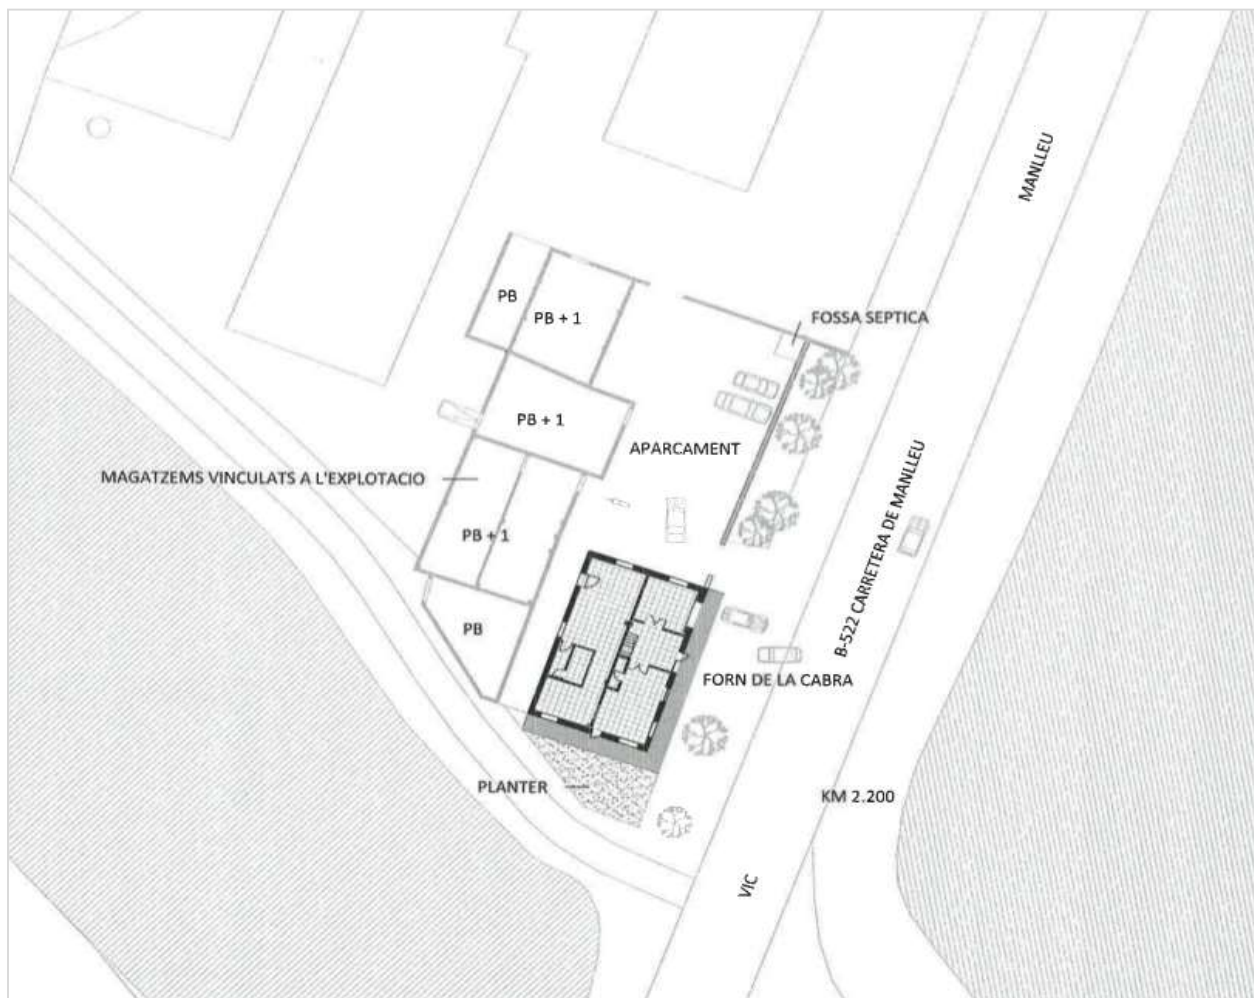 MANLLEU
PB
PB + 1
FOSSA SEPTICA
PB + 1
APARCAMENT
MAGATZEMS VINCULATS A L'EXPLOTACIO
PB + 1
B-522 CARRETERA DE MANLLEU
PB
FORN DE LA CABRA
PLANTER
KM 2.200
VIC